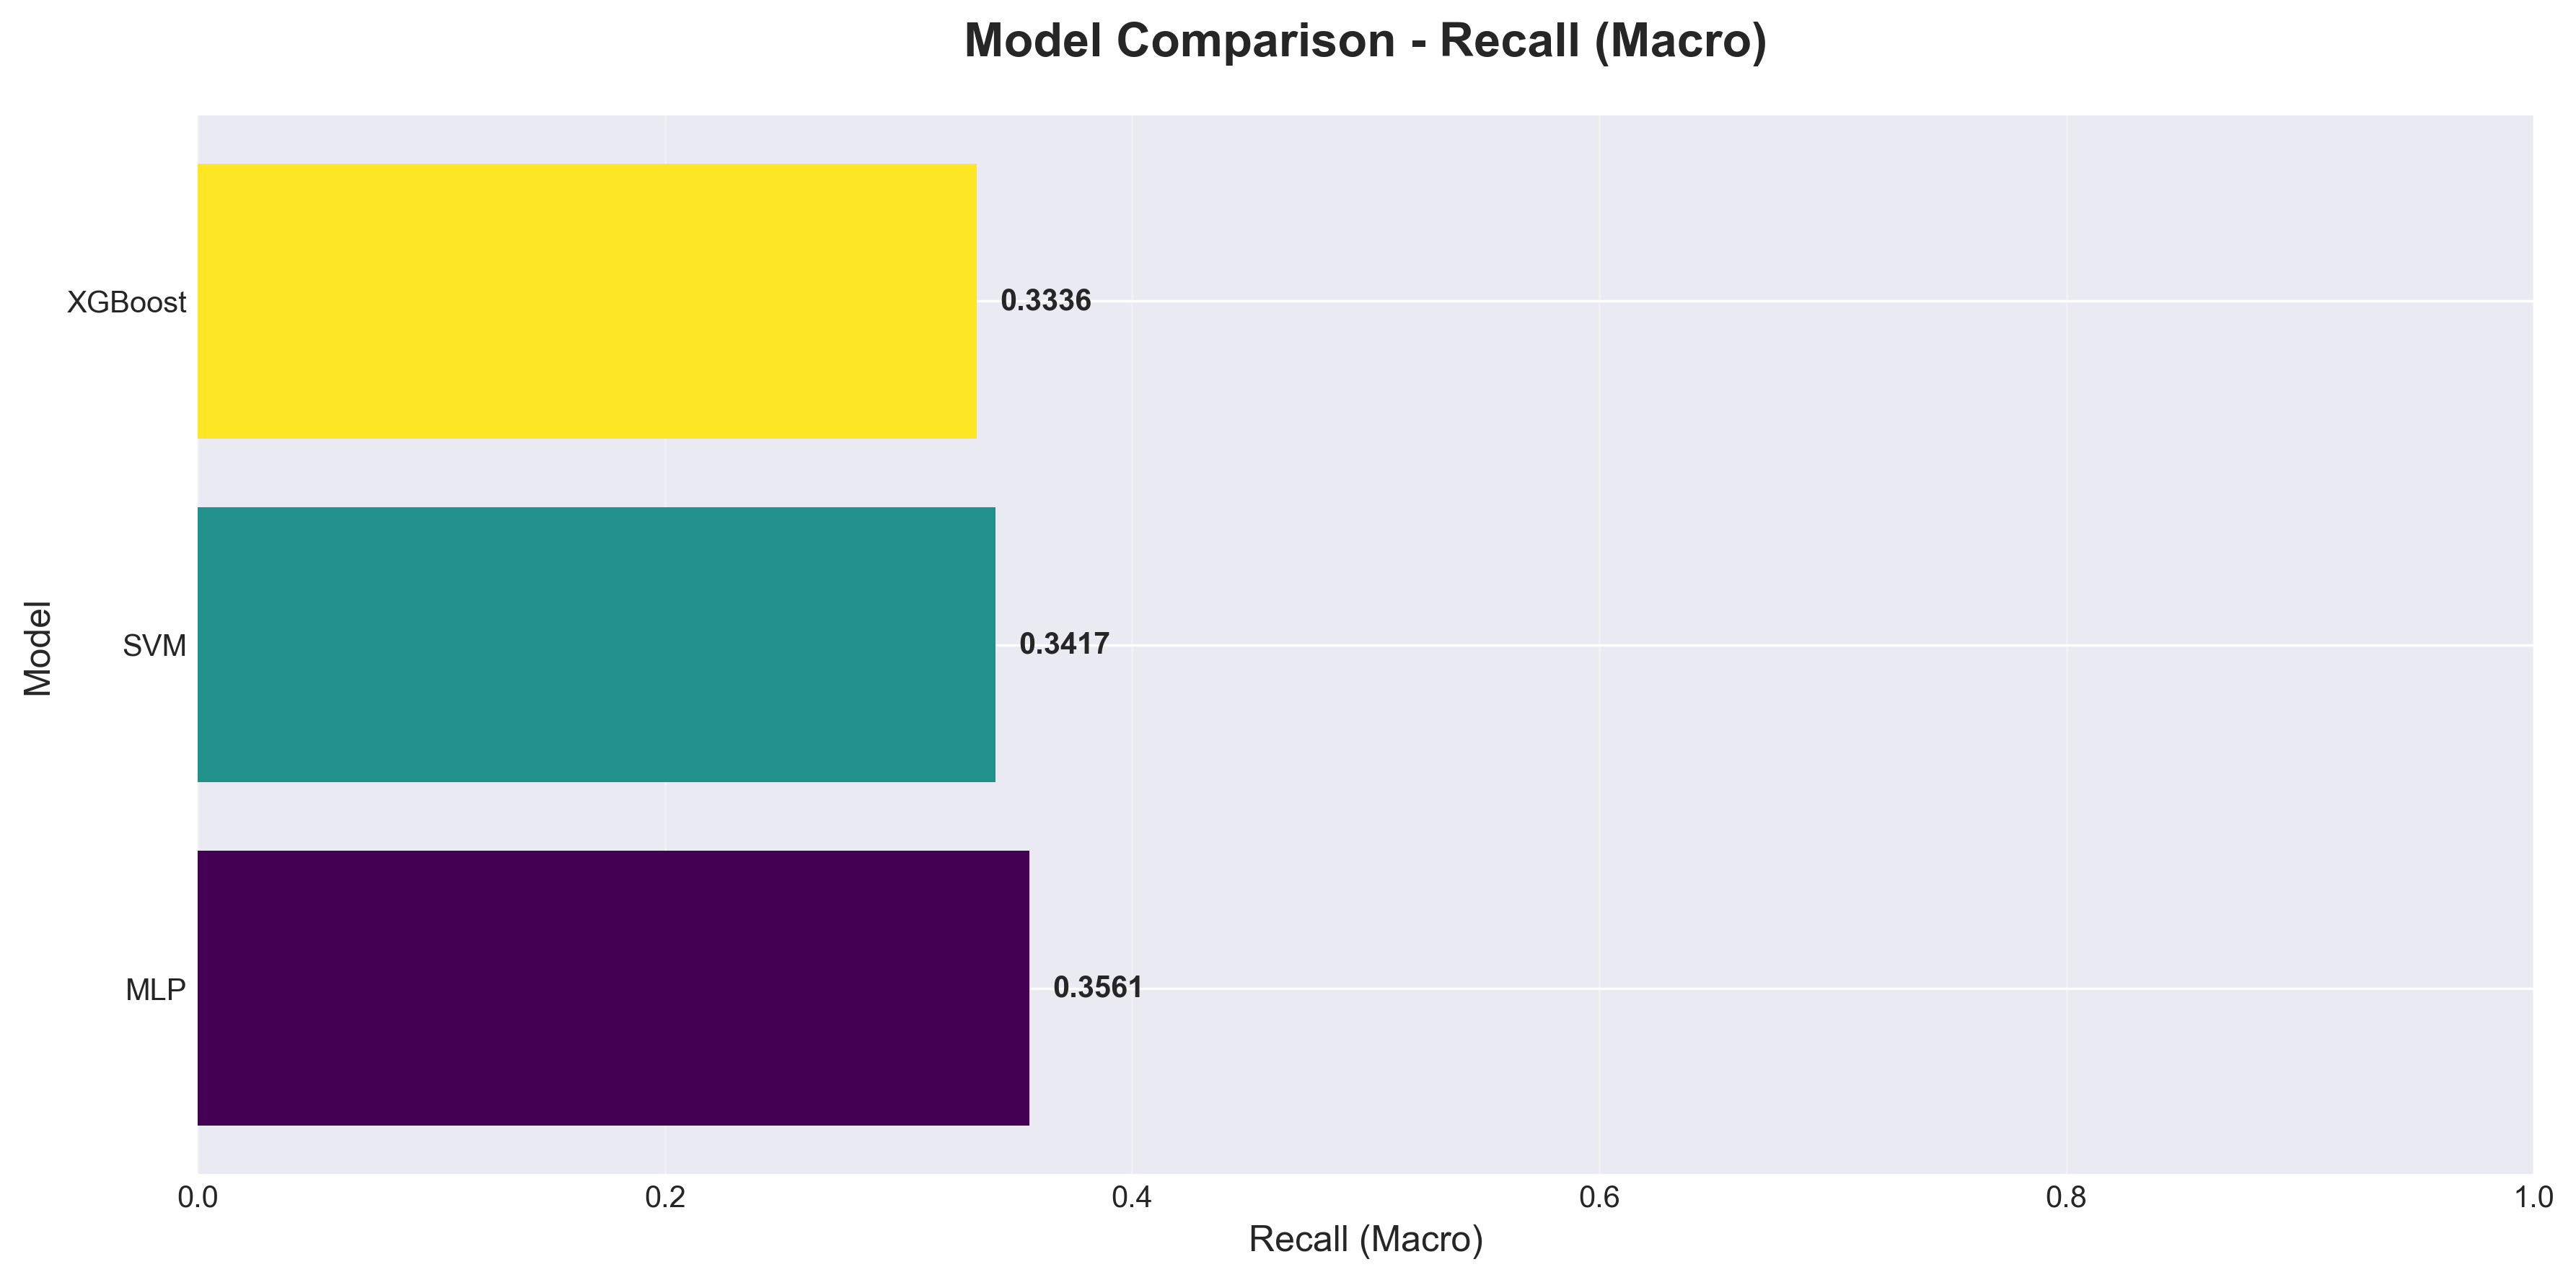 Model Comparison - Recall (Macro)
XGBoost
0.3336
SVM
0.3417
MLP
0.3561
Model
0.0 0.2 0.4 0.6 0.8 1.0
Recall (Macro)